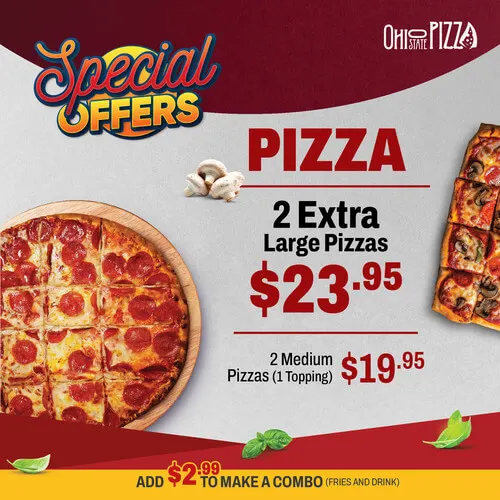 Special
OFFERS
OHIO STATE PIZZA
PIZZA
2 Extra
Large Pizzas
$23.95
2 Medium
Pizzas (1 Topping) $19.95
ADD $2.99 TO MAKE A COMBO (FRIES AND DRINK)